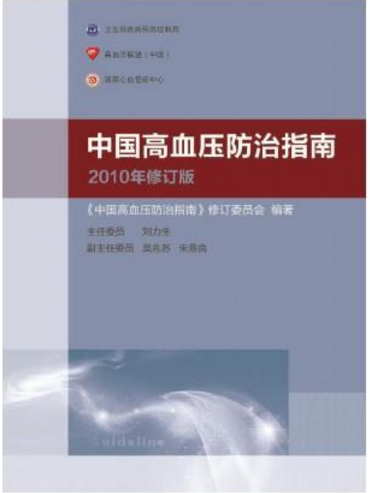 卫生部疾病预防控制局
高血压联盟（中国）
国家心血管病中心
中国高血压防治指南
2010年修订版
《中国高血压防治指南》修订委员会 编著
主任委员 刘力生
副主任委员 吴兆苏 朱鼎良
Guideline